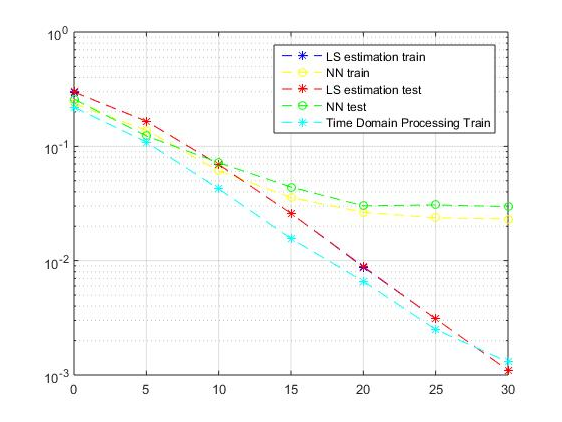 10^0
LS estimation train
NN train
LS estimation test
NN test
Time Domain Processing Train
10^-1
10^-2
10^-3
0 5 10 15 20 25 30